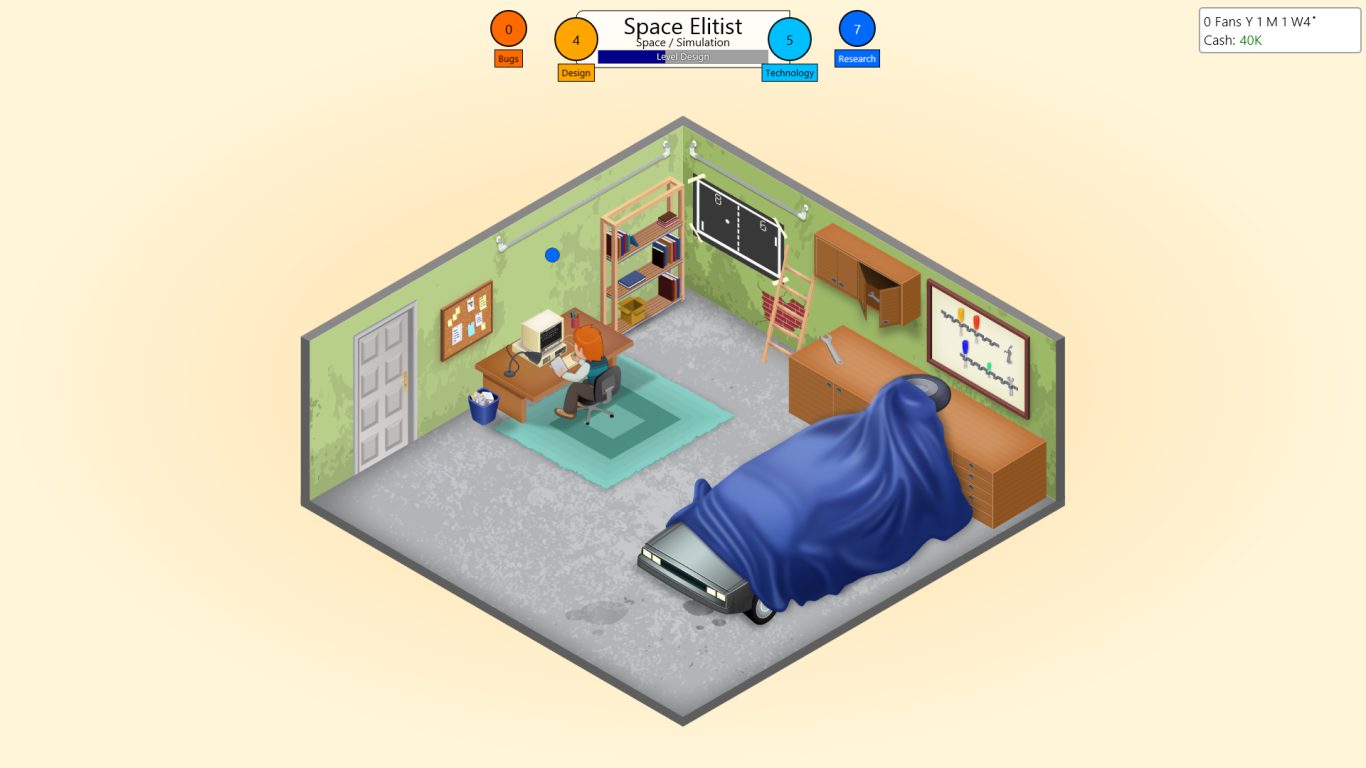 0
Bugs
4
Design
Space Elitist
Space / Simulation
Level Design
5
Technology
7
Research
0 Fans Y 1 M 1 W4
Cash: 40K